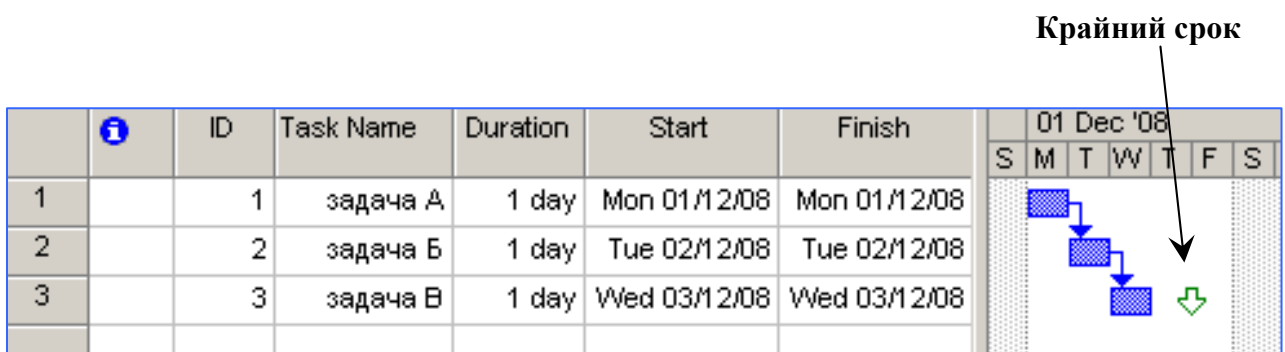 Крайний срок
ID Task Name Duration Start Finish 01 Dec '08
S M T W T F S
1 1 задача А 1 day Mon 01/12/08 Mon 01/12/08
2 2 задача Б 1 day Tue 02/12/08 Tue 02/12/08
3 3 задача В 1 day Wed 03/12/08 Wed 03/12/08